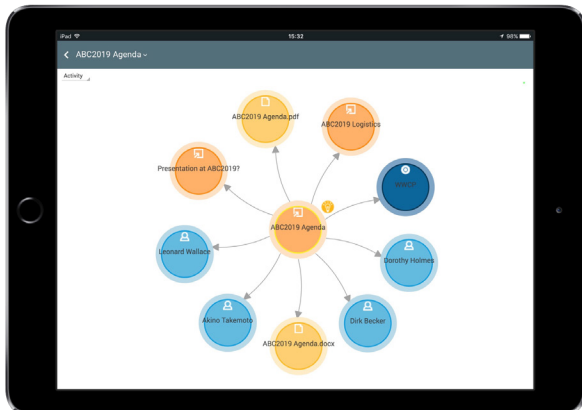 iPad
15:32
98%
ABC2019 Agenda
Activity
ABC2019 Agenda.pdf
ABC2019 Logistics
Presentation at ABC2019?
WWCP
ABC2019 Agenda
Leonard Wallace
Dorothy Holmes
Akino Takemoto
Dirk Becker
ABC2019 Agenda.docx